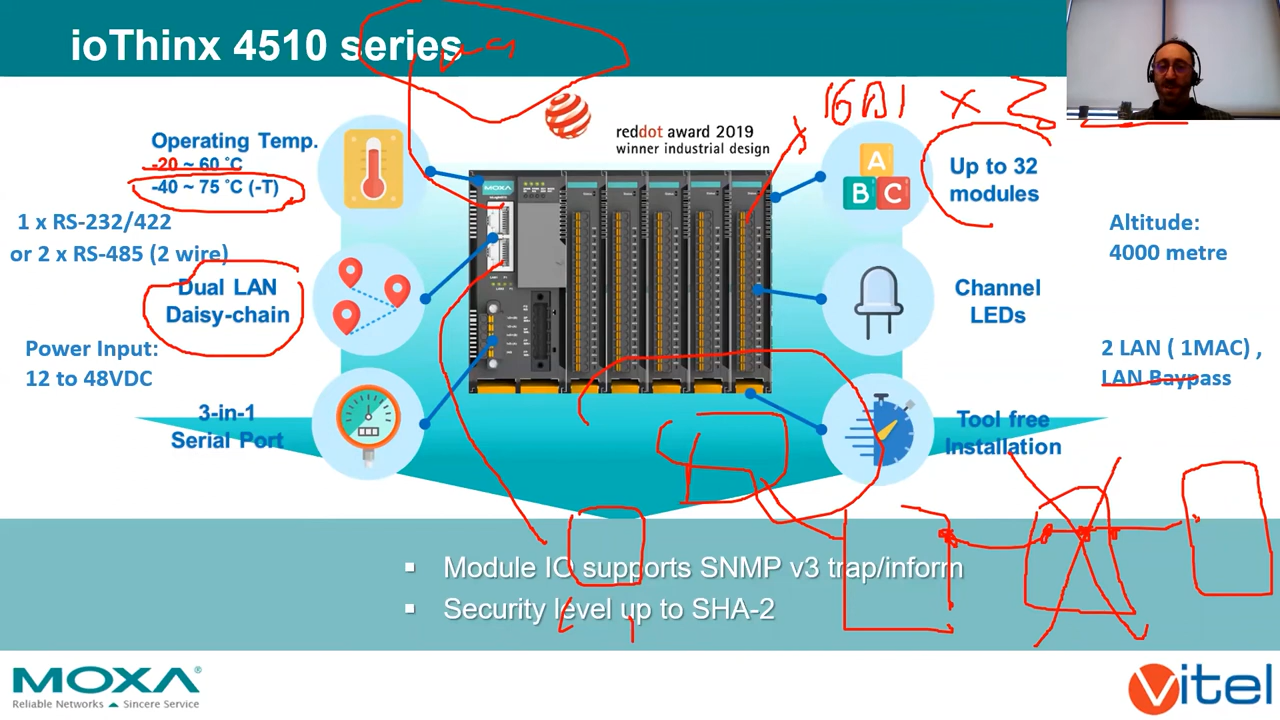 ioThinx 4510 series
16AI x 2
reddot award 2019
winner industrial design
Operating Temp.
-20 ~ 60 °C
-40 ~ 75 °C (-T)
1 x RS-232/422
or 2 x RS-485 (2 wire)
Dual LAN
Daisy-chain
Power Input:
12 to 48VDC
3-in-1
Serial Port
MOXA
A
B C
Up to 32
modules
Altitude:
4000 metre
Channel
LEDs
2 LAN ( 1MAC) ,
LAN Baypass
Tool free
Installation
▪ Module IO supports SNMP v3 trap/inform
▪ Security level up to SHA-2
MOXA®
Reliable Networks ▲ Sincere Service
Vitel